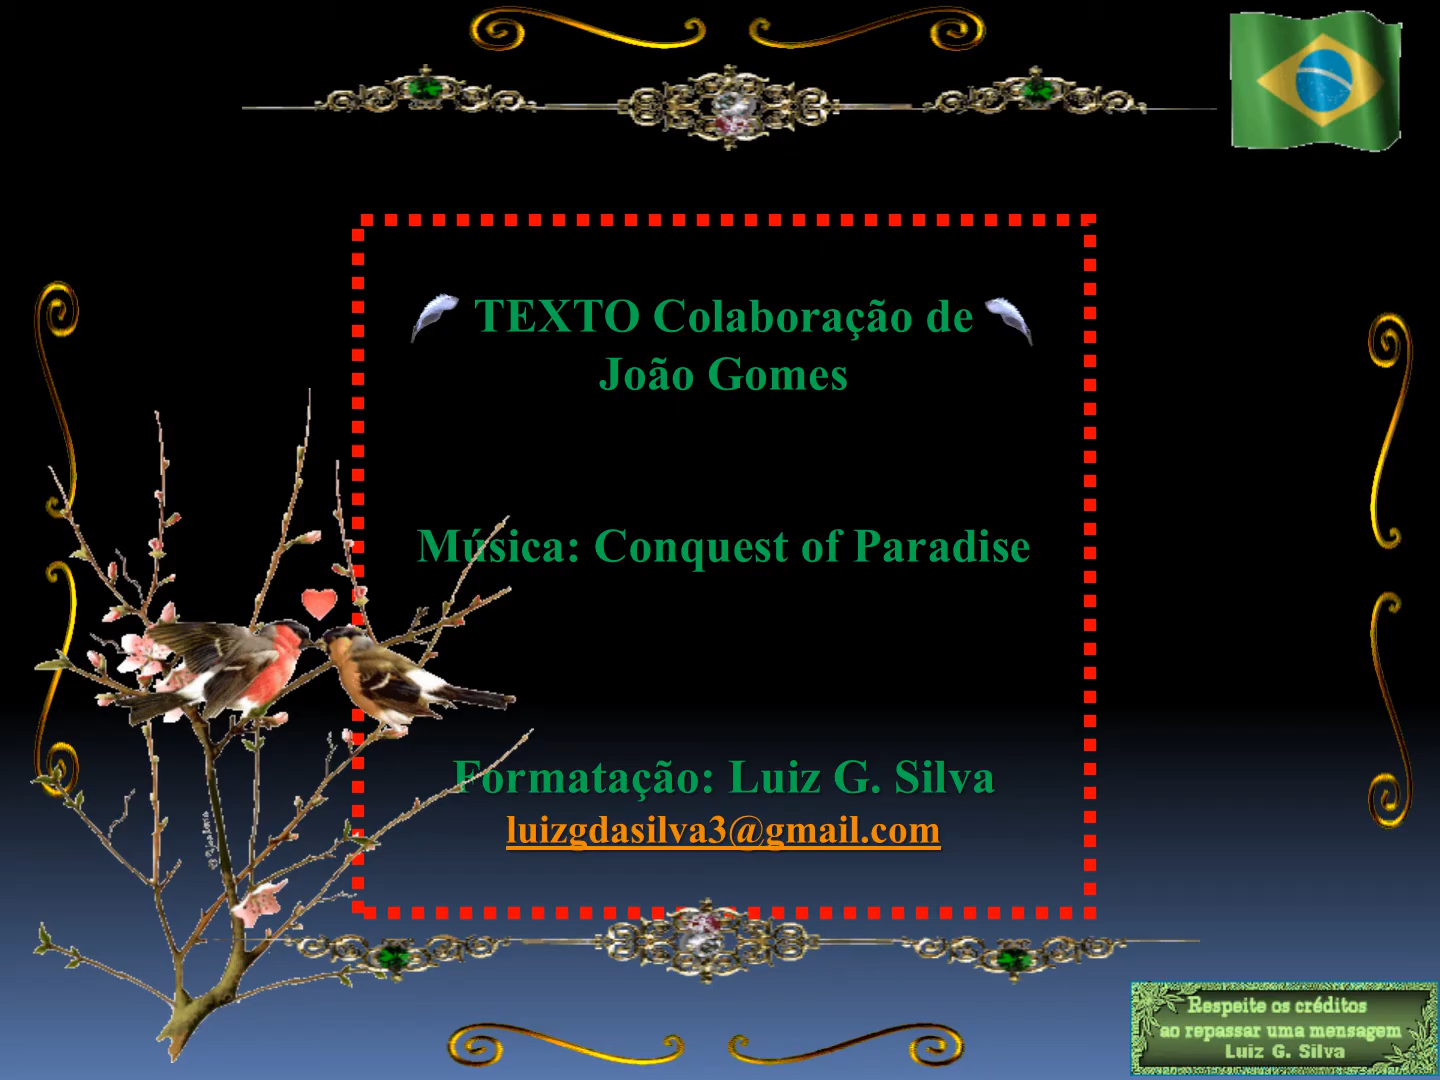 TEXTO Colaboração de
João Gomes
Música: Conquest of Paradise
Formatação: Luiz G. Silva
luizgdasilva3@gmail.com
Respeite os créditos
ao repassar uma mensagem
Luiz G. Silva